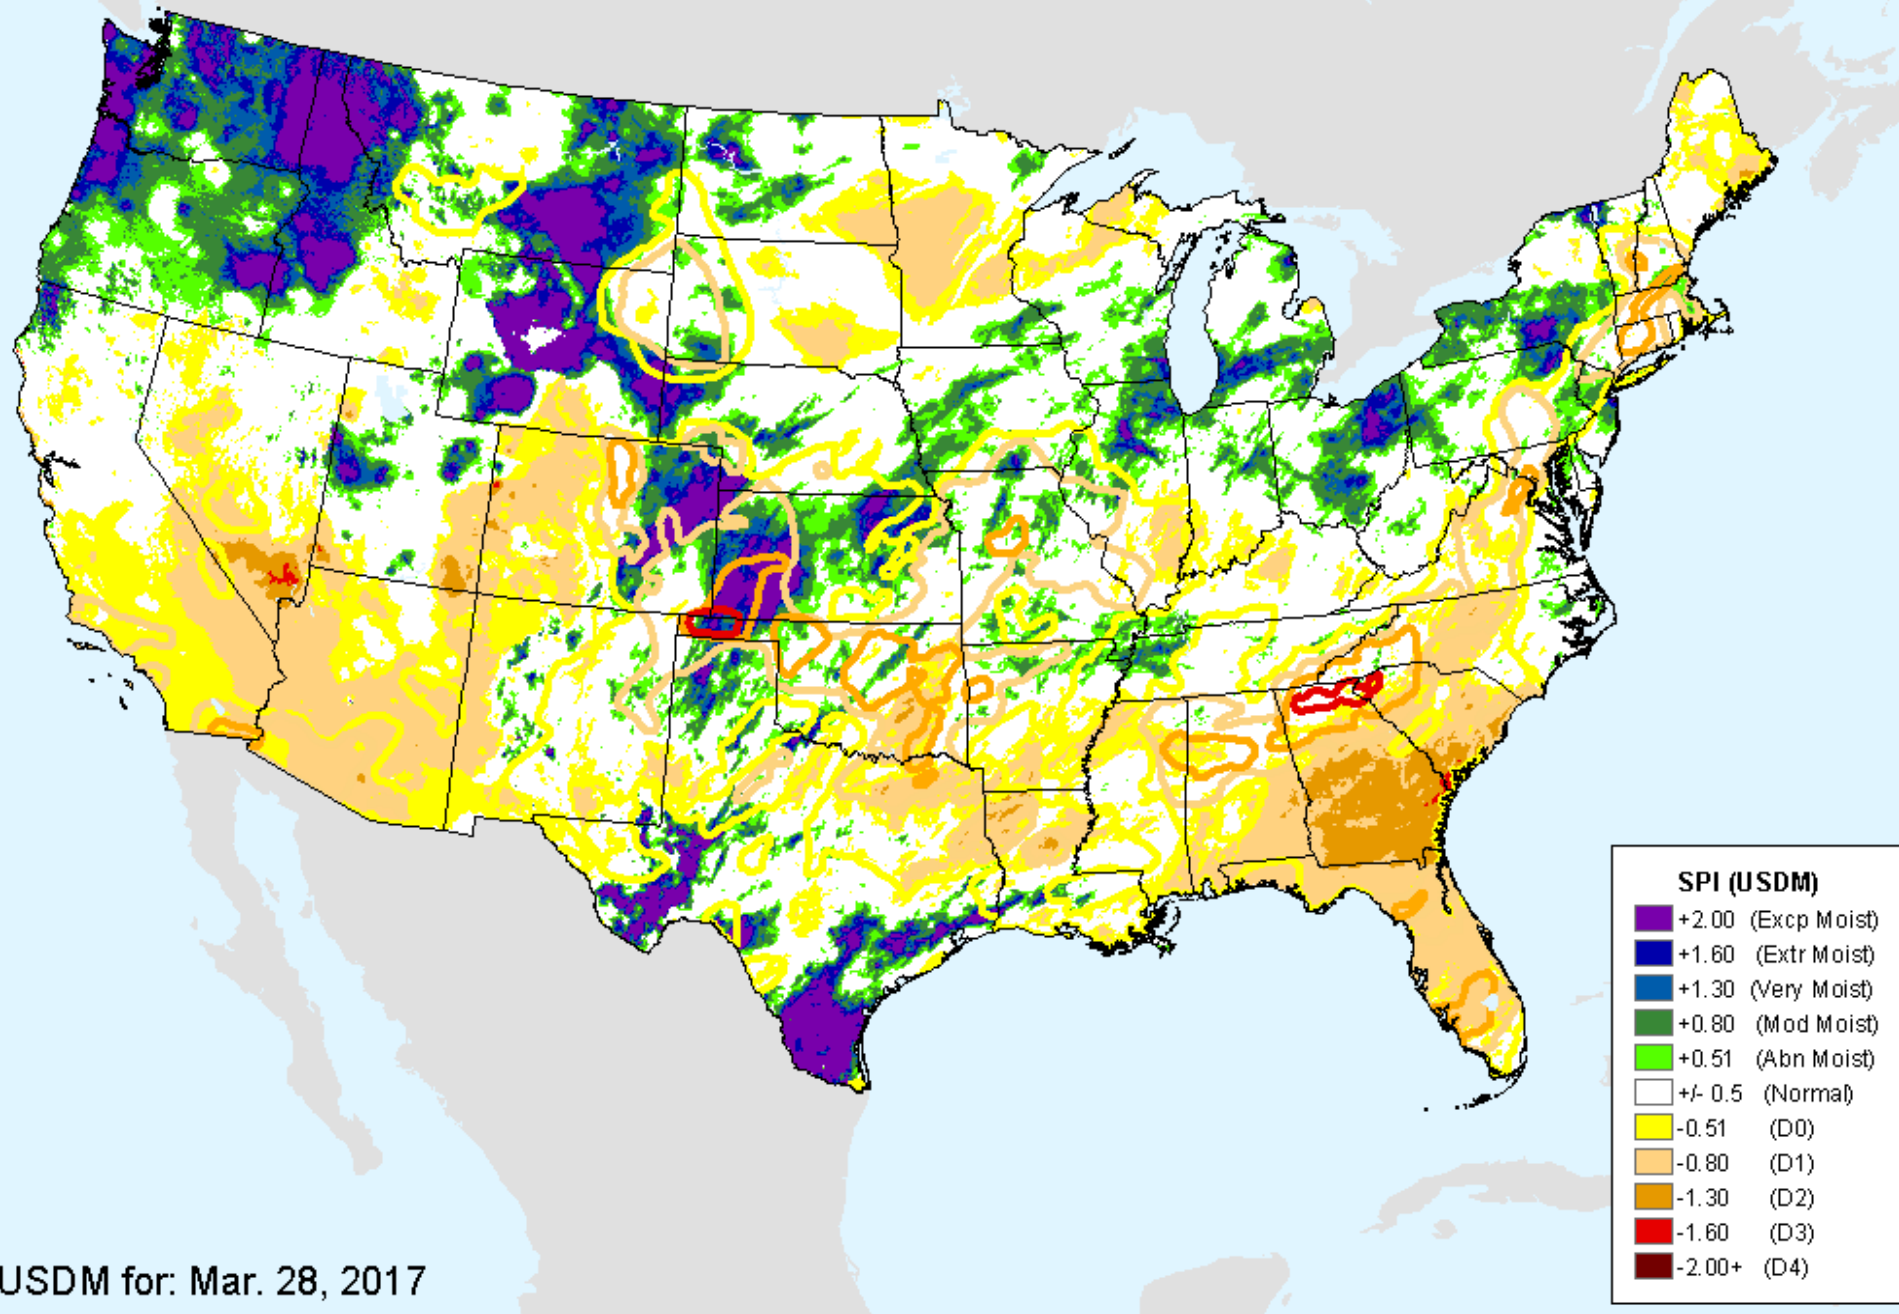 SPI (USDM)
+2.00 (Excp Moist)
+1.60 (Extr Moist)
+1.30 (Very Moist)
+0.80 (Mod Moist)
+0.51 (Abn Moist)
+/- 0.5 (Normal)
-0.51 (D0)
-0.80 (D1)
-1.30 (D2)
-1.60 (D3)
-2.00+ (D4)
USDM for: Mar. 28, 2017